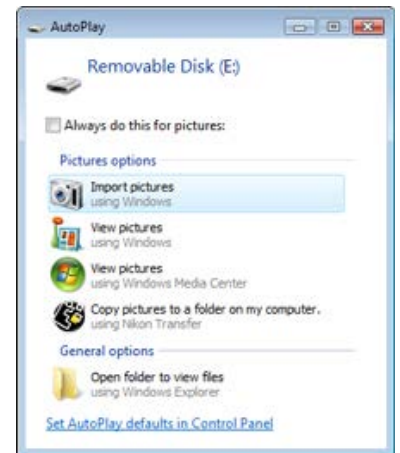 AutoPlay
Removable Disk (E:)
Always do this for pictures:
Pictures options
Import pictures
using Windows
View pictures
using Windows
View pictures
using Windows Media Center
Copy pictures to a folder on my computer.
using Nikon Transfer
General options
Open folder to view files
using Windows Explorer
Set AutoPlay defaults in Control Panel